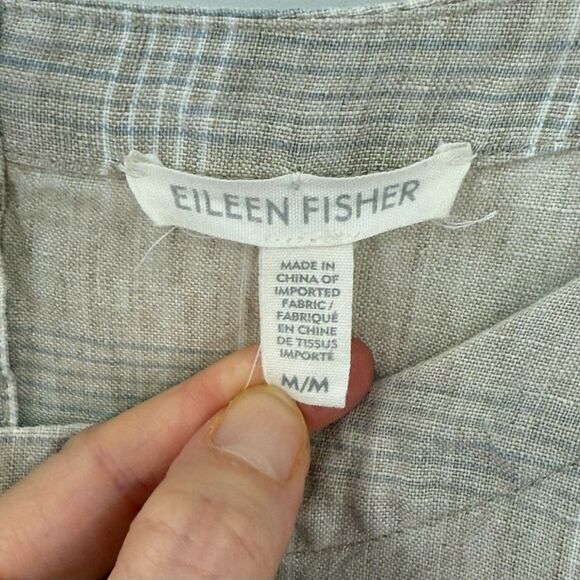 EILEEN FISHER
MADE IN
CHINA OF
IMPORTED
FABRIC /
FABRIQUÉ
EN CHINE
DE TISSUS
IMPORTÉ
M/M